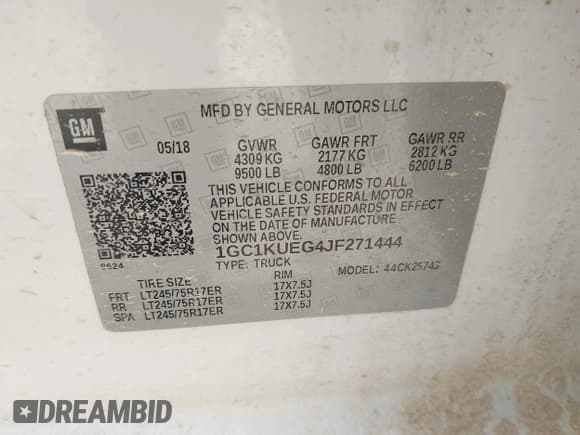 GM
MFD BY GENERAL MOTORS LLC
05/18 GVWR GAWR FRT GAWR RR
4309 KG 2177 KG 2812 KG
9500 LB 4800 LB 6200 LB
THIS VEHICLE CONFORMS TO ALL
APPLICABLE U.S. FEDERAL MOTOR
VEHICLE SAFETY STANDARDS IN EFFECT
ON THE DATE OF MANUFACTURE
SHOWN ABOVE.
1GC1KUEG4JF271444
TYPE: TRUCK MODEL: 44CK25743
TIRE SIZE RIM
FRT LT245/75R17ER 17X7.5J
RR LT245/75R17ER 17X7.5J
SPA LT245/75R17ER 17X7.5J
DREAMBID